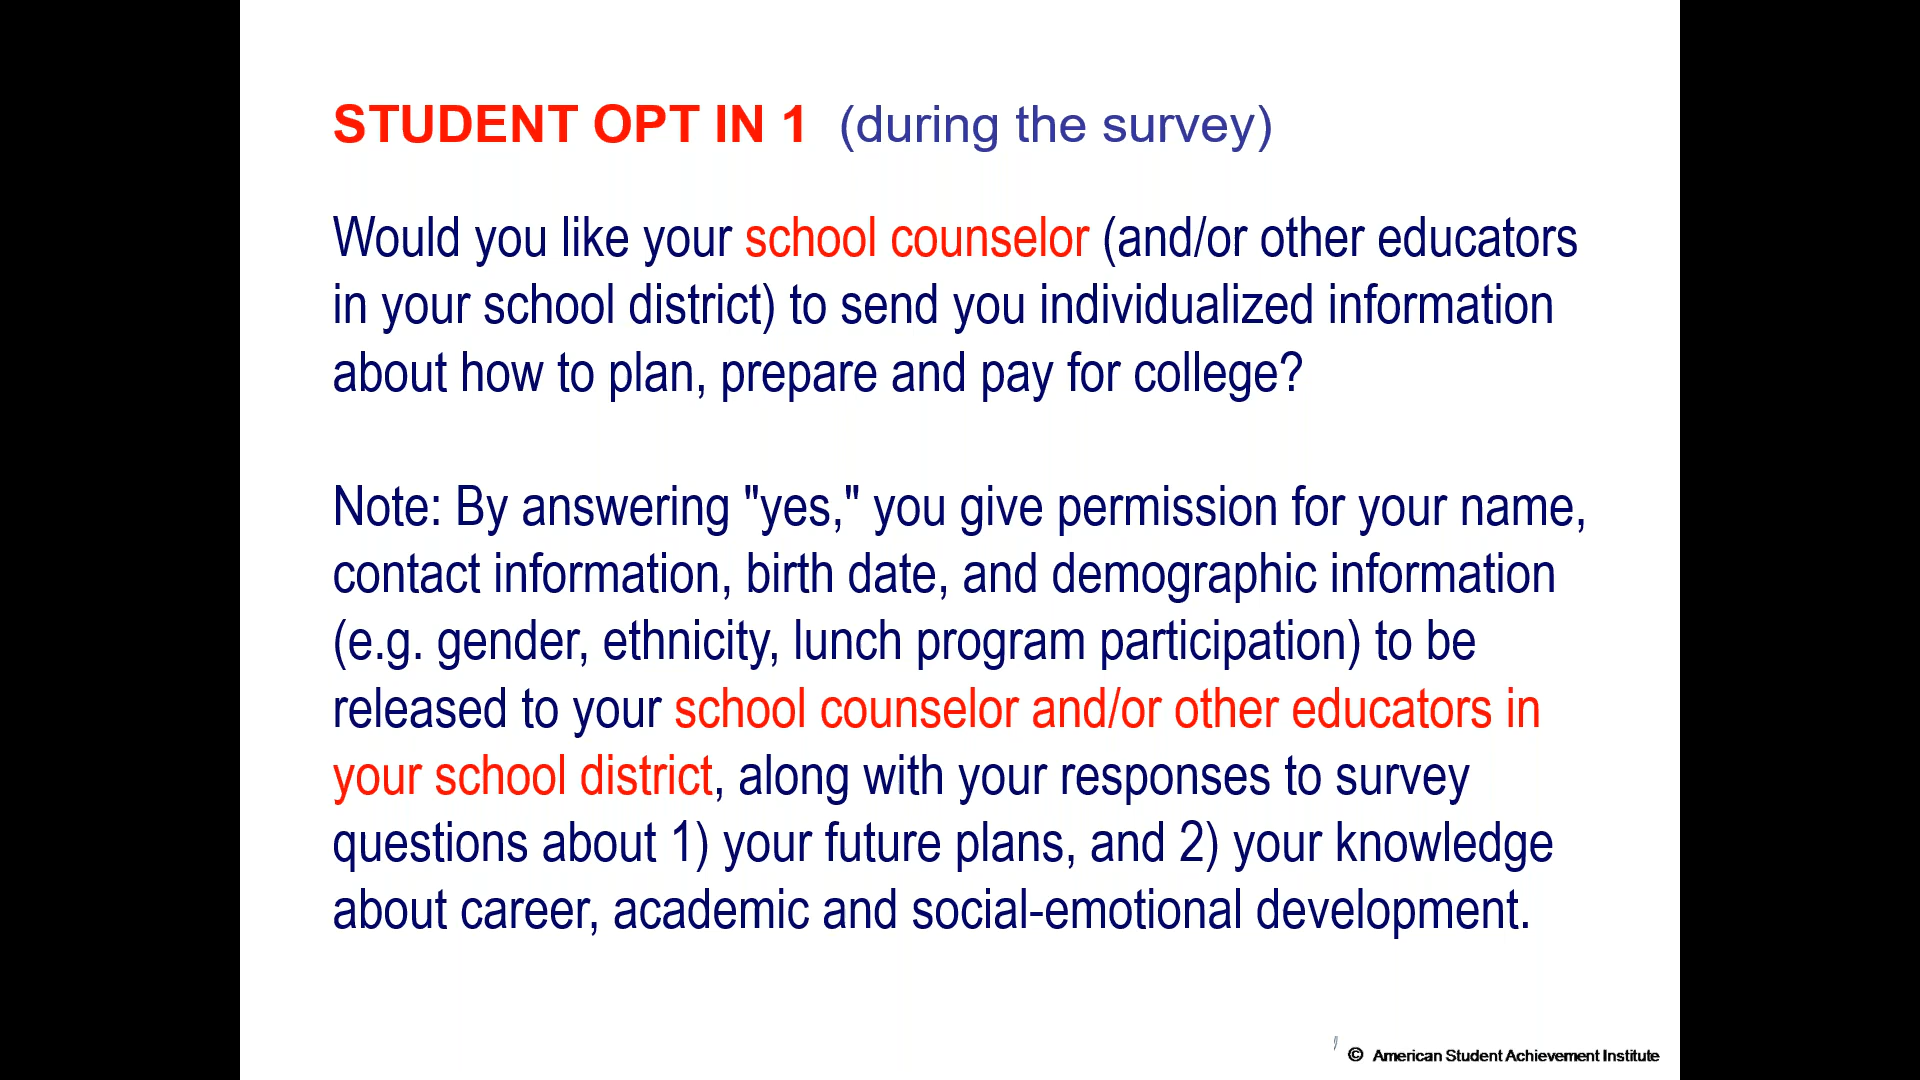 STUDENT OPT IN 1 (during the survey)
Would you like your school counselor (and/or other educators
in your school district) to send you individualized information
about how to plan, prepare and pay for college?
Note: By answering "yes," you give permission for your name,
contact information, birth date, and demographic information
(e.g. gender, ethnicity, lunch program participation) to be
released to your school counselor and/or other educators in
your school district, along with your responses to survey
questions about 1) your future plans, and 2) your knowledge
about career, academic and social-emotional development.
© American Student Achievement Institute